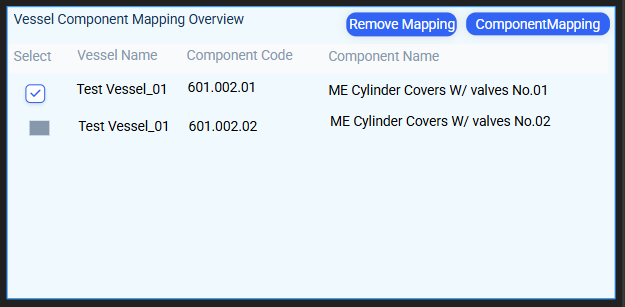 Vessel Component Mapping Overview
Remove Mapping
ComponentMapping
Select Vessel Name Component Code Component Name
Test Vessel_01 601.002.01 ME Cylinder Covers W/ valves No.01
Test Vessel_01 601.002.02 ME Cylinder Covers W/ valves No.02